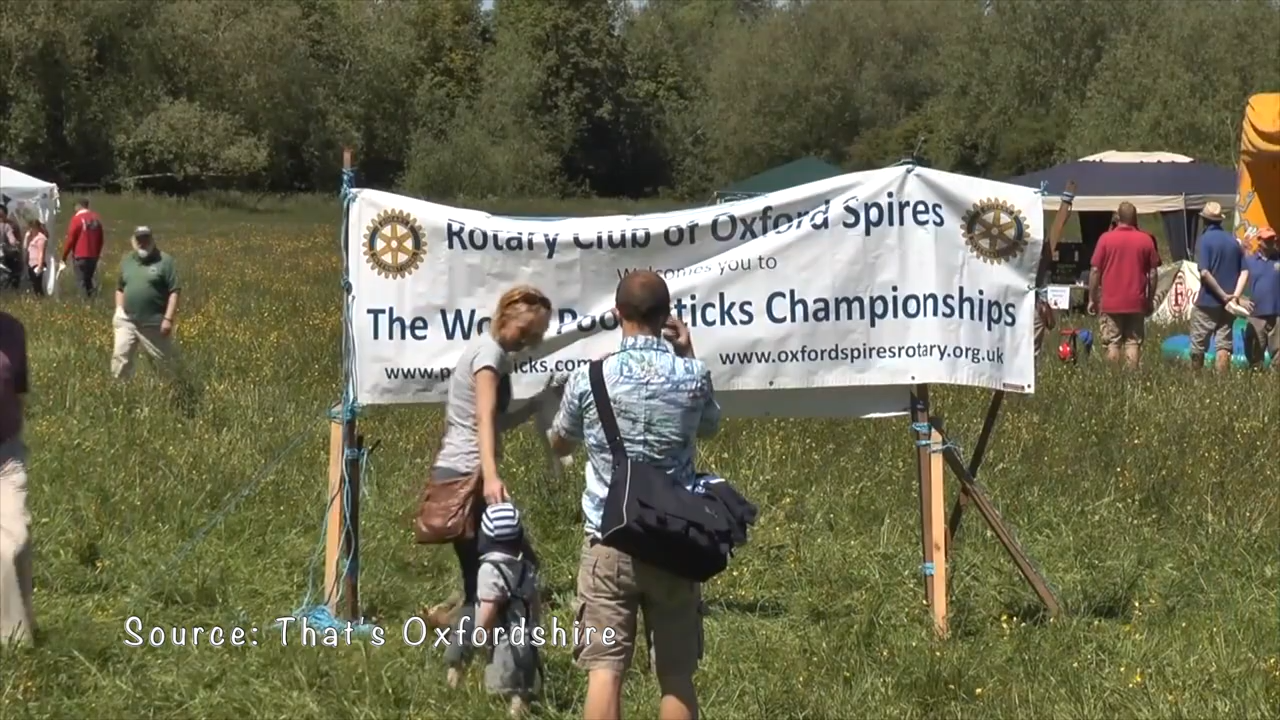 Rotary Club of Oxford Spires
Welcomes you to
The Wo Poo ticks Championships
www.p icks.com www.oxfordspiresrotary.org.uk
Source: That's Oxfordshire